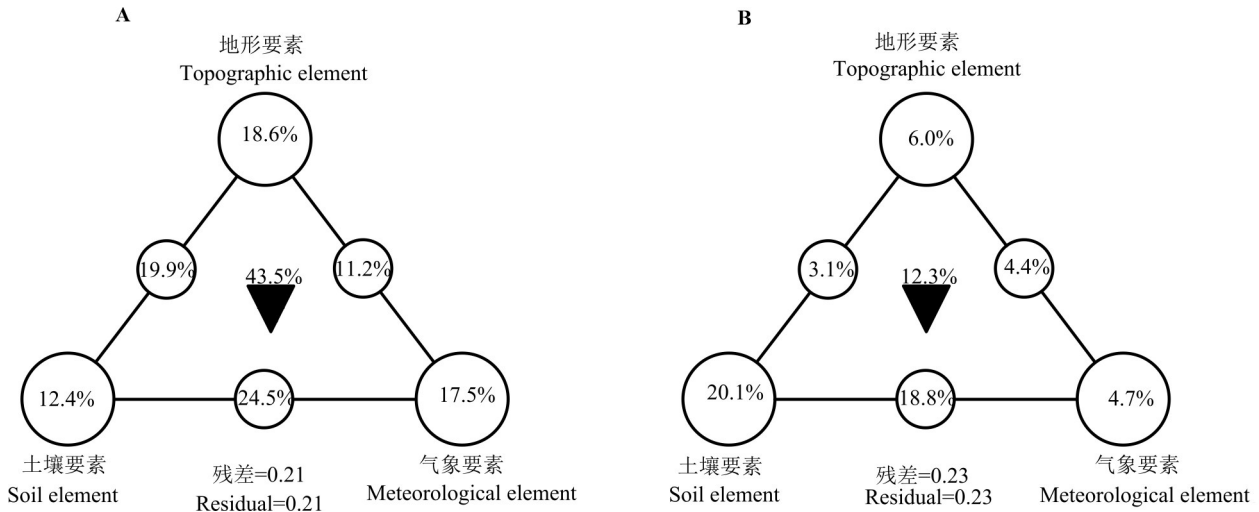 A
地形要素
Topographic element
18.6%
19.9%
43.5%
11.2%
12.4%
24.5%
17.5%
土壤要素
Soil element
残差=0.21
Residual=0.21
气象要素
Meteorological element
B
地形要素
Topographic element
6.0%
3.1%
12.3%
4.4%
20.1%
18.8%
4.7%
土壤要素
Soil element
残差=0.23
Residual=0.23
气象要素
Meteorological element